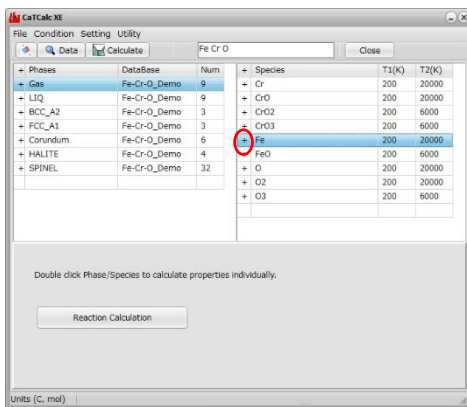 CaTCalc XE
File Condition Setting Utility
Data Calculate Fe Cr O Close
+ Phases DataBase Num
+ Gas Fe-Cr-O_Demo 9
+ LIQ Fe-Cr-O_Demo 9
+ BCC_A2 Fe-Cr-O_Demo 3
+ FCC_A1 Fe-Cr-O_Demo 3
+ Corundum Fe-Cr-O_Demo 6
+ HALITE Fe-Cr-O_Demo 4
+ SPINEL Fe-Cr-O_Demo 32
+ Species T1(K) T2(K)
+ Cr 200 20000
+ CrO 200 20000
+ CrO2 200 6000
+ CrO3 200 6000
+ Fe 200 20000
+ FeO 200 6000
+ O 200 20000
+ O2 200 20000
+ O3 200 6000
Double click Phase/Species to calculate properties individually.
Reaction Calculation
Units (C, mol)